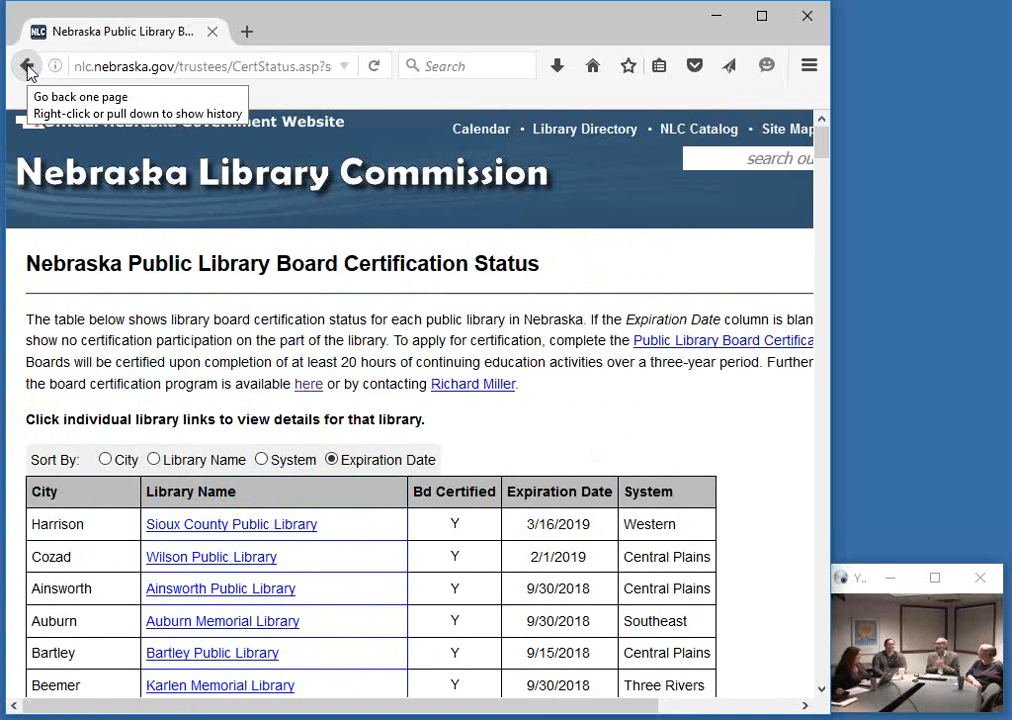 NLC Nebraska Public Library B...
nlc.nebraska.gov/trustees/CertStatus.asp?s
Search
Go back one page
Right-click or pull down to show history
Official Nebraska Government Website
Calendar • Library Directory • NLC Catalog • Site Map
Nebraska Library Commission
search ou
Nebraska Public Library Board Certification Status
The table below shows library board certification status for each public library in Nebraska. If the Expiration Date column is blan
show no certification participation on the part of the library. To apply for certification, complete the Public Library Board Certifica
Boards will be certified upon completion of at least 20 hours of continuing education activities over a three-year period. Further
the board certification program is available here or by contacting Richard Miller.
Click individual library links to view details for that library.
Sort By: City Library Name System Expiration Date
City Library Name Bd Certified Expiration Date System
Harrison Sioux County Public Library Y 3/16/2019 Western
Cozad Wilson Public Library Y 2/1/2019 Central Plains
Ainsworth Ainsworth Public Library Y 9/30/2018 Central Plains
Auburn Auburn Memorial Library Y 9/30/2018 Southeast
Bartley Bartley Public Library Y 9/15/2018 Central Plains
Beemer Karlen Memorial Library Y 9/30/2018 Three Rivers
Y..